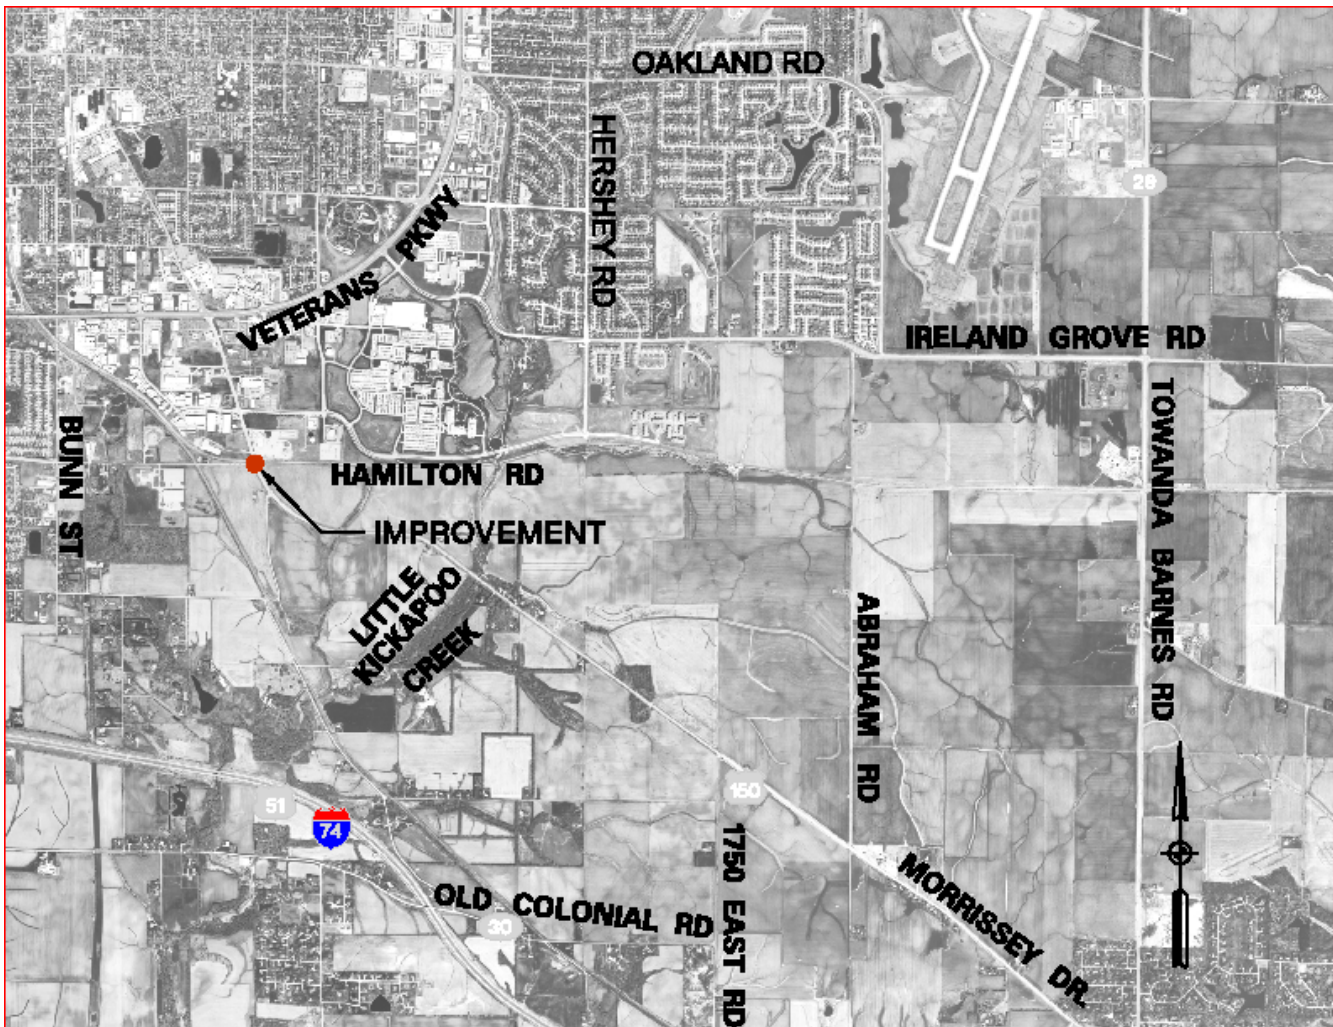 OAKLAND RD
HERSHEY RD
28
VETERANS PKWY
IRELAND GROVE RD
TOWANDA BARNES RD
BUNN ST
HAMILTON RD
IMPROVEMENT
LITTLE
KICKAPOO
CREEK
ABRAHAM RD
150
51
74
1750 EAST RD
MORRISSEY DR.
OLD COLONIAL RD
30